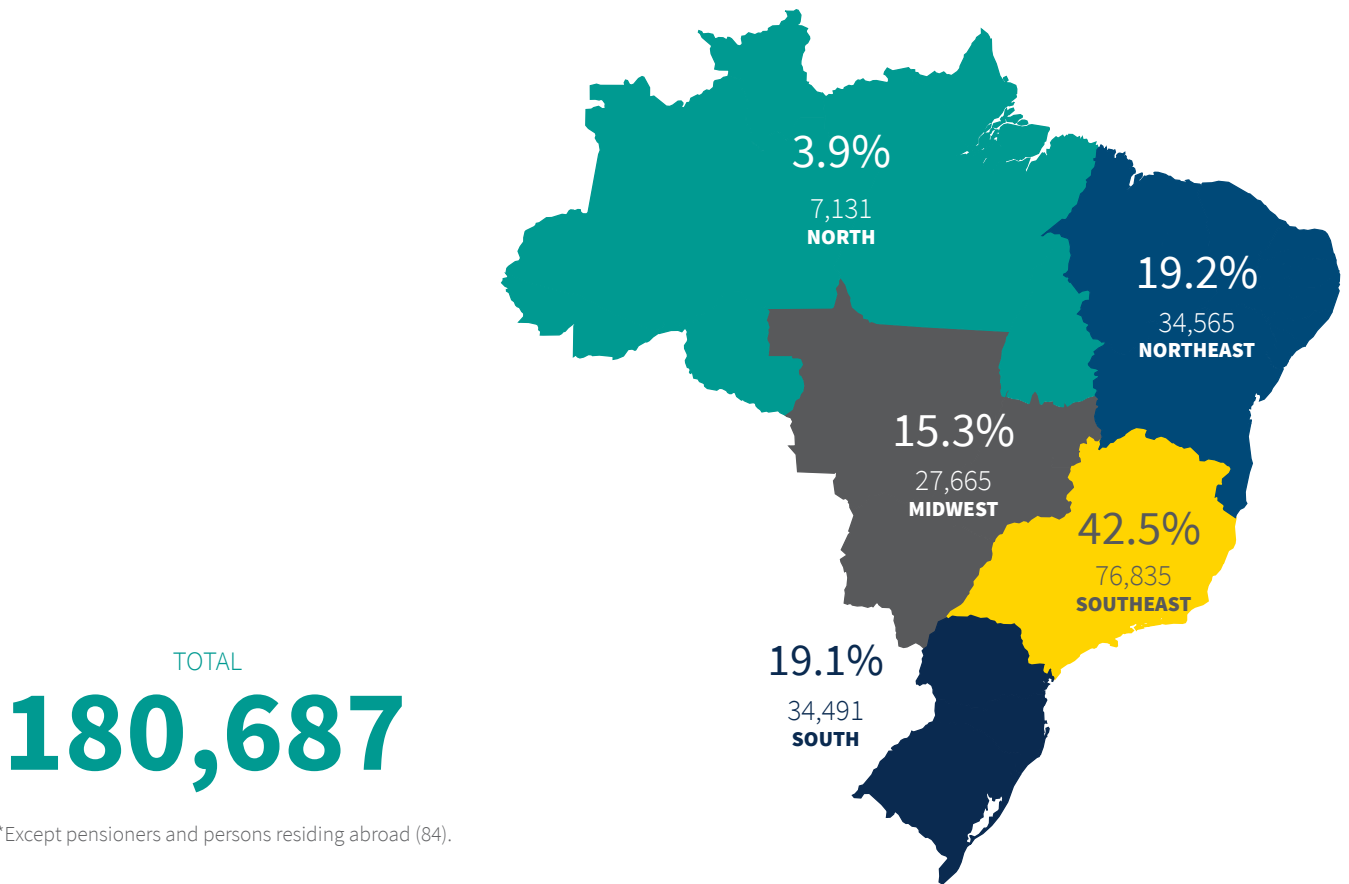 3.9%
7,131
NORTH
19.2%
34,565
NORTHEAST
15.3%
27,665
MIDWEST
42.5%
76,835
SOUTHEAST
19.1%
34,491
SOUTH
TOTAL
180,687
*Except pensioners and persons residing abroad (84).